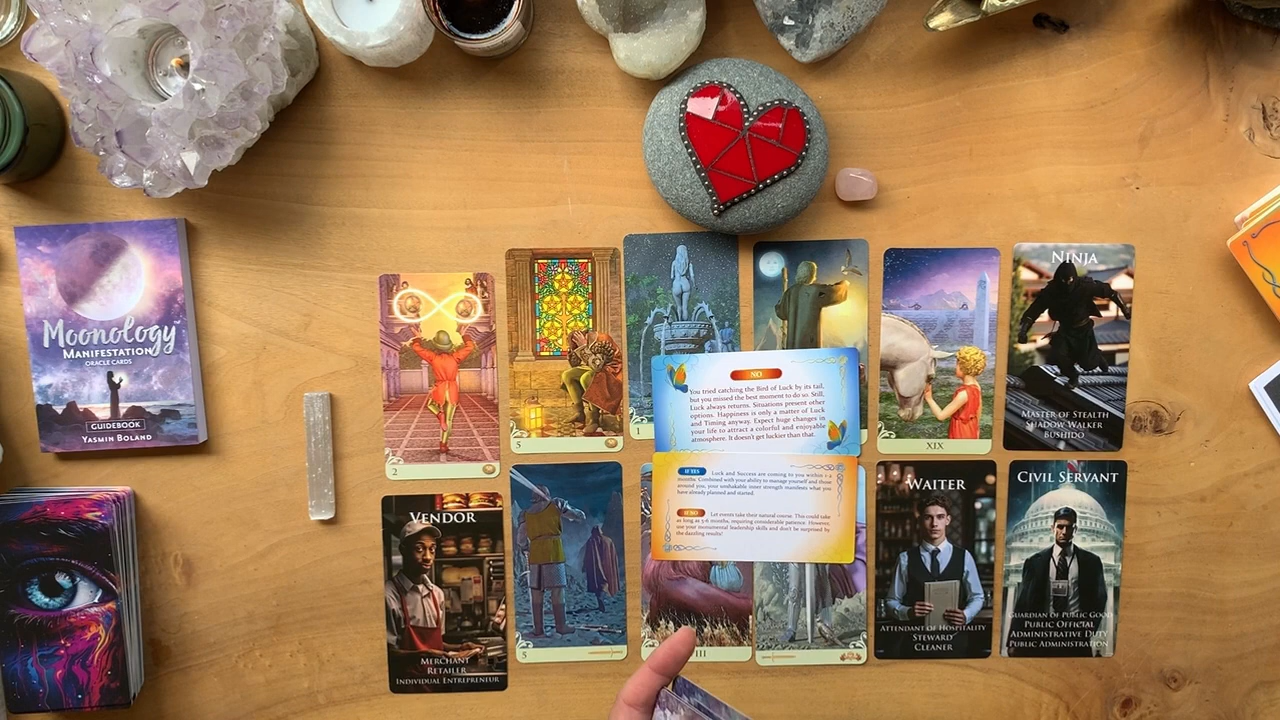 Moonology
MANIFESTATION
ORACLE CARDS
GUIDEBOOK
YASMIN BOLAND
2
5
1
XIX
NINJA
MASTER OF STEALTH
SHADOW WALKER
BUSHIDO
NO
You tried catching the Bird of Luck by its tail,
but you missed the best moment to do so. Still,
Luck always returns. Situations present other
options. Happiness is only a matter of Luck
and Timing anyway. Expect huge changes in
your life to attract a colorful and enjoyable
atmosphere. It doesn't get luckier than that.
IF YES Luck and Success are coming to you within 1-2
months. Combined with your ability to manage yourself and those
around you, your unshakable inner strength manifests what you
have already planned and started.
IF NO Let events take their natural course. This could take
as long as 5-6 months, requiring considerable patience. However,
use your monumental leadership skills and don't be surprised by
the dazzling results!
VENDOR
MERCHANT
RETAILER
INDIVIDUAL ENTREPRENEUR
5
III
WAITER
ATTENDANT OF HOSPITALITY
STEWARD
CLEANER
CIVIL SERVANT
GUARDIAN OF PUBLIC GOOD
PUBLIC OFFICIAL
ADMINISTRATIVE DUTY
PUBLIC ADMINISTRATION